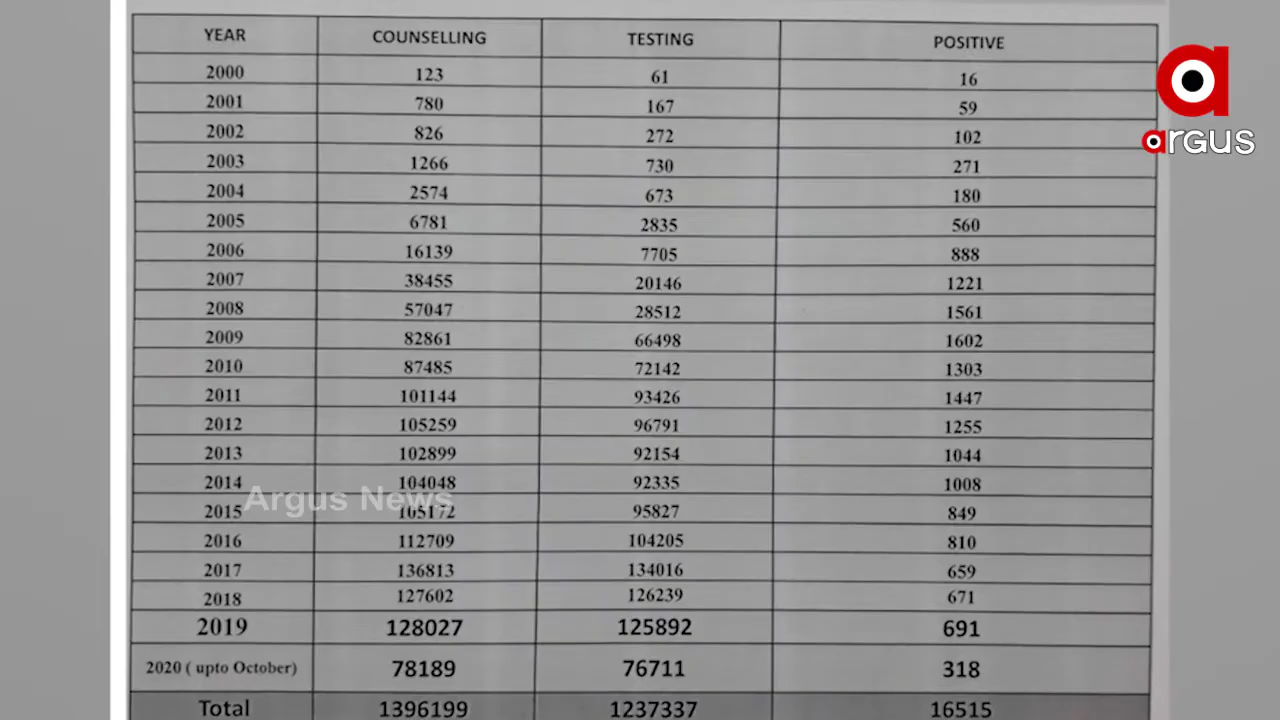 YEAR COUNSELLING TESTING POSITIVE
2000 123 61 16
2001 780 167 59
2002 826 272 102
2003 1266 730 271
2004 2574 673 180
2005 6781 2835 560
2006 16139 7705 888
2007 38455 20146 1221
2008 57047 28512 1561
2009 82861 66498 1602
2010 87485 72142 1303
2011 101144 93426 1447
2012 105259 96791 1255
2013 102899 92154 1044
2014 104048 92335 1008
2015 105172 95827 849
2016 112709 104205 810
2017 136813 134016 659
2018 127602 126239 671
2019 128027 125892 691
2020 ( upto October) 78189 76711 318
Total 1396199 1237337 16515
argus
Argus News